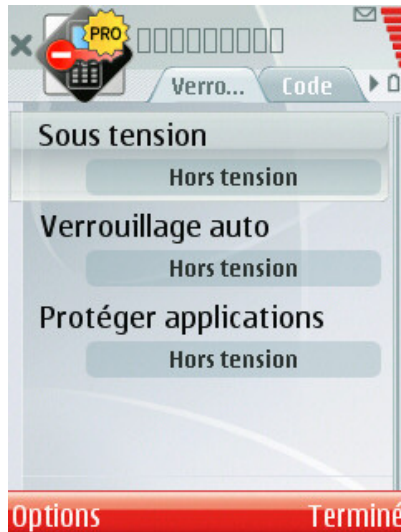 PRO
Verro...
Code
Sous tension
Hors tension
Verrouillage auto
Hors tension
Protéger applications
Hors tension
Options
Terminé